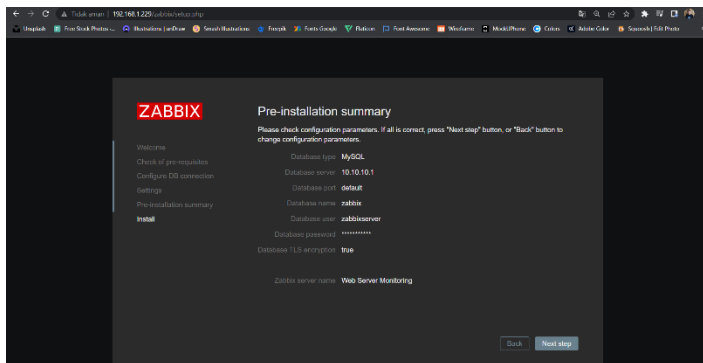 Tidak aman | 192.168.1.229/zabbix/setup.php
Unsplash Free Stock Photos -... Illustrations | unDraw Smash Illustrations Freepik Fonts Google Flaticon Font Awesome Wireframe MockUPhone Colors Adobe Color Squoosh | Edit Photo
ZABBIX
Welcome
Check of pre-requisites
Configure DB connection
Settings
Pre-installation summary
Install
Pre-installation summary
Please check configuration parameters. If all is correct, press "Next step" button, or "Back" button to
change configuration parameters.
Database type MySQL
Database server 10.10.10.1
Database port default
Database name zabbix
Database user zabbixserver
Database password ***********
Database TLS encryption true
Zabbix server name Web Server Monitoring
Back Next step